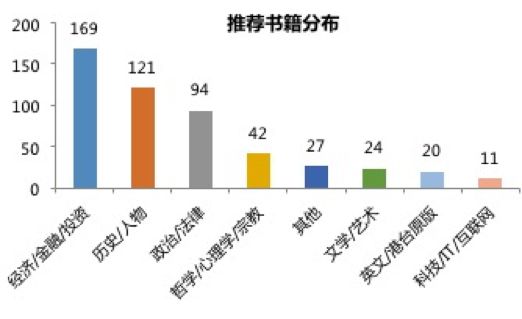 推荐书籍分布
200
150
100
50
0
169
121
94
42
27
24
20
11
经济/金融/投资
历史/人物
政治/法律
哲学/心理学/宗教
其他
文学/艺术
英文/港台原版
科技/IT/互联网